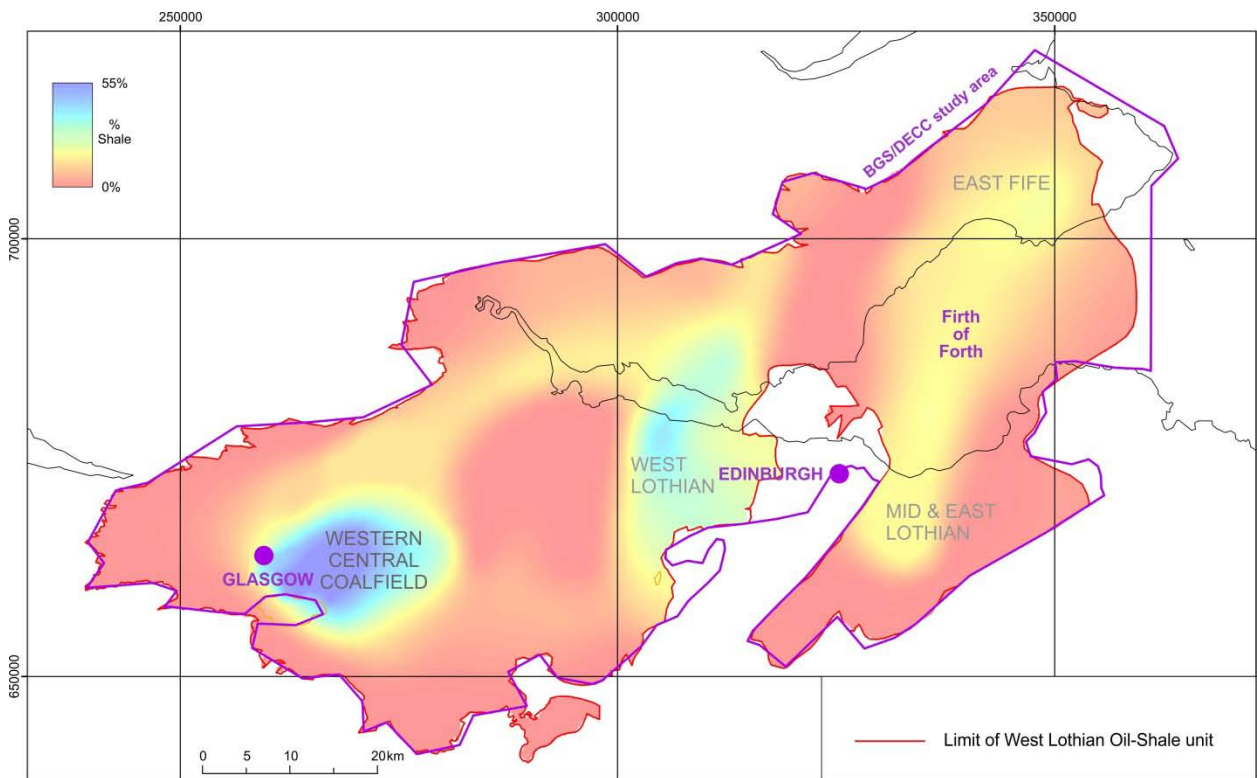 250000
300000
350000
55%
%
Shale
0%
BGS/DECC study area
EAST FIFE
700000
Firth
of
Forth
WEST
LOTHIAN
EDINBURGH
MID & EAST
LOTHIAN
WESTERN
CENTRAL
COALFIELD
GLASGOW
650000
Limit of West Lothian Oil-Shale unit
0 5 10 20km